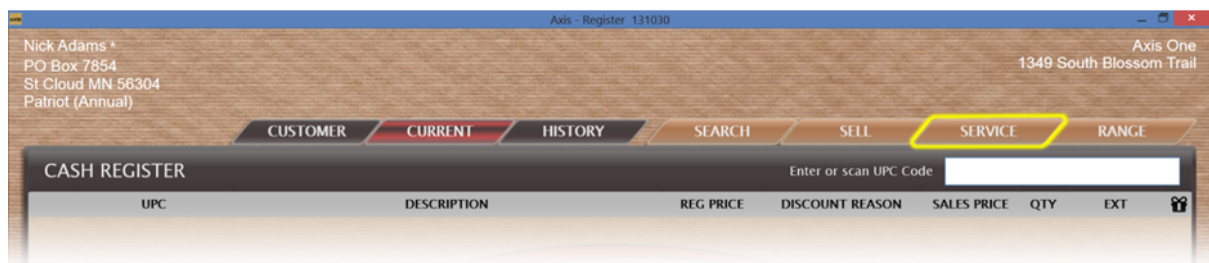 Axis - Register 131030
Nick Adams *
PO Box 7854
St Cloud MN 56304
Patriot (Annual)
Axis One
1349 South Blossom Trail
CUSTOMER CURRENT HISTORY SEARCH SELL SERVICE RANGE
CASH REGISTER Enter or scan UPC Code
UPC DESCRIPTION REG PRICE DISCOUNT REASON SALES PRICE QTY EXT